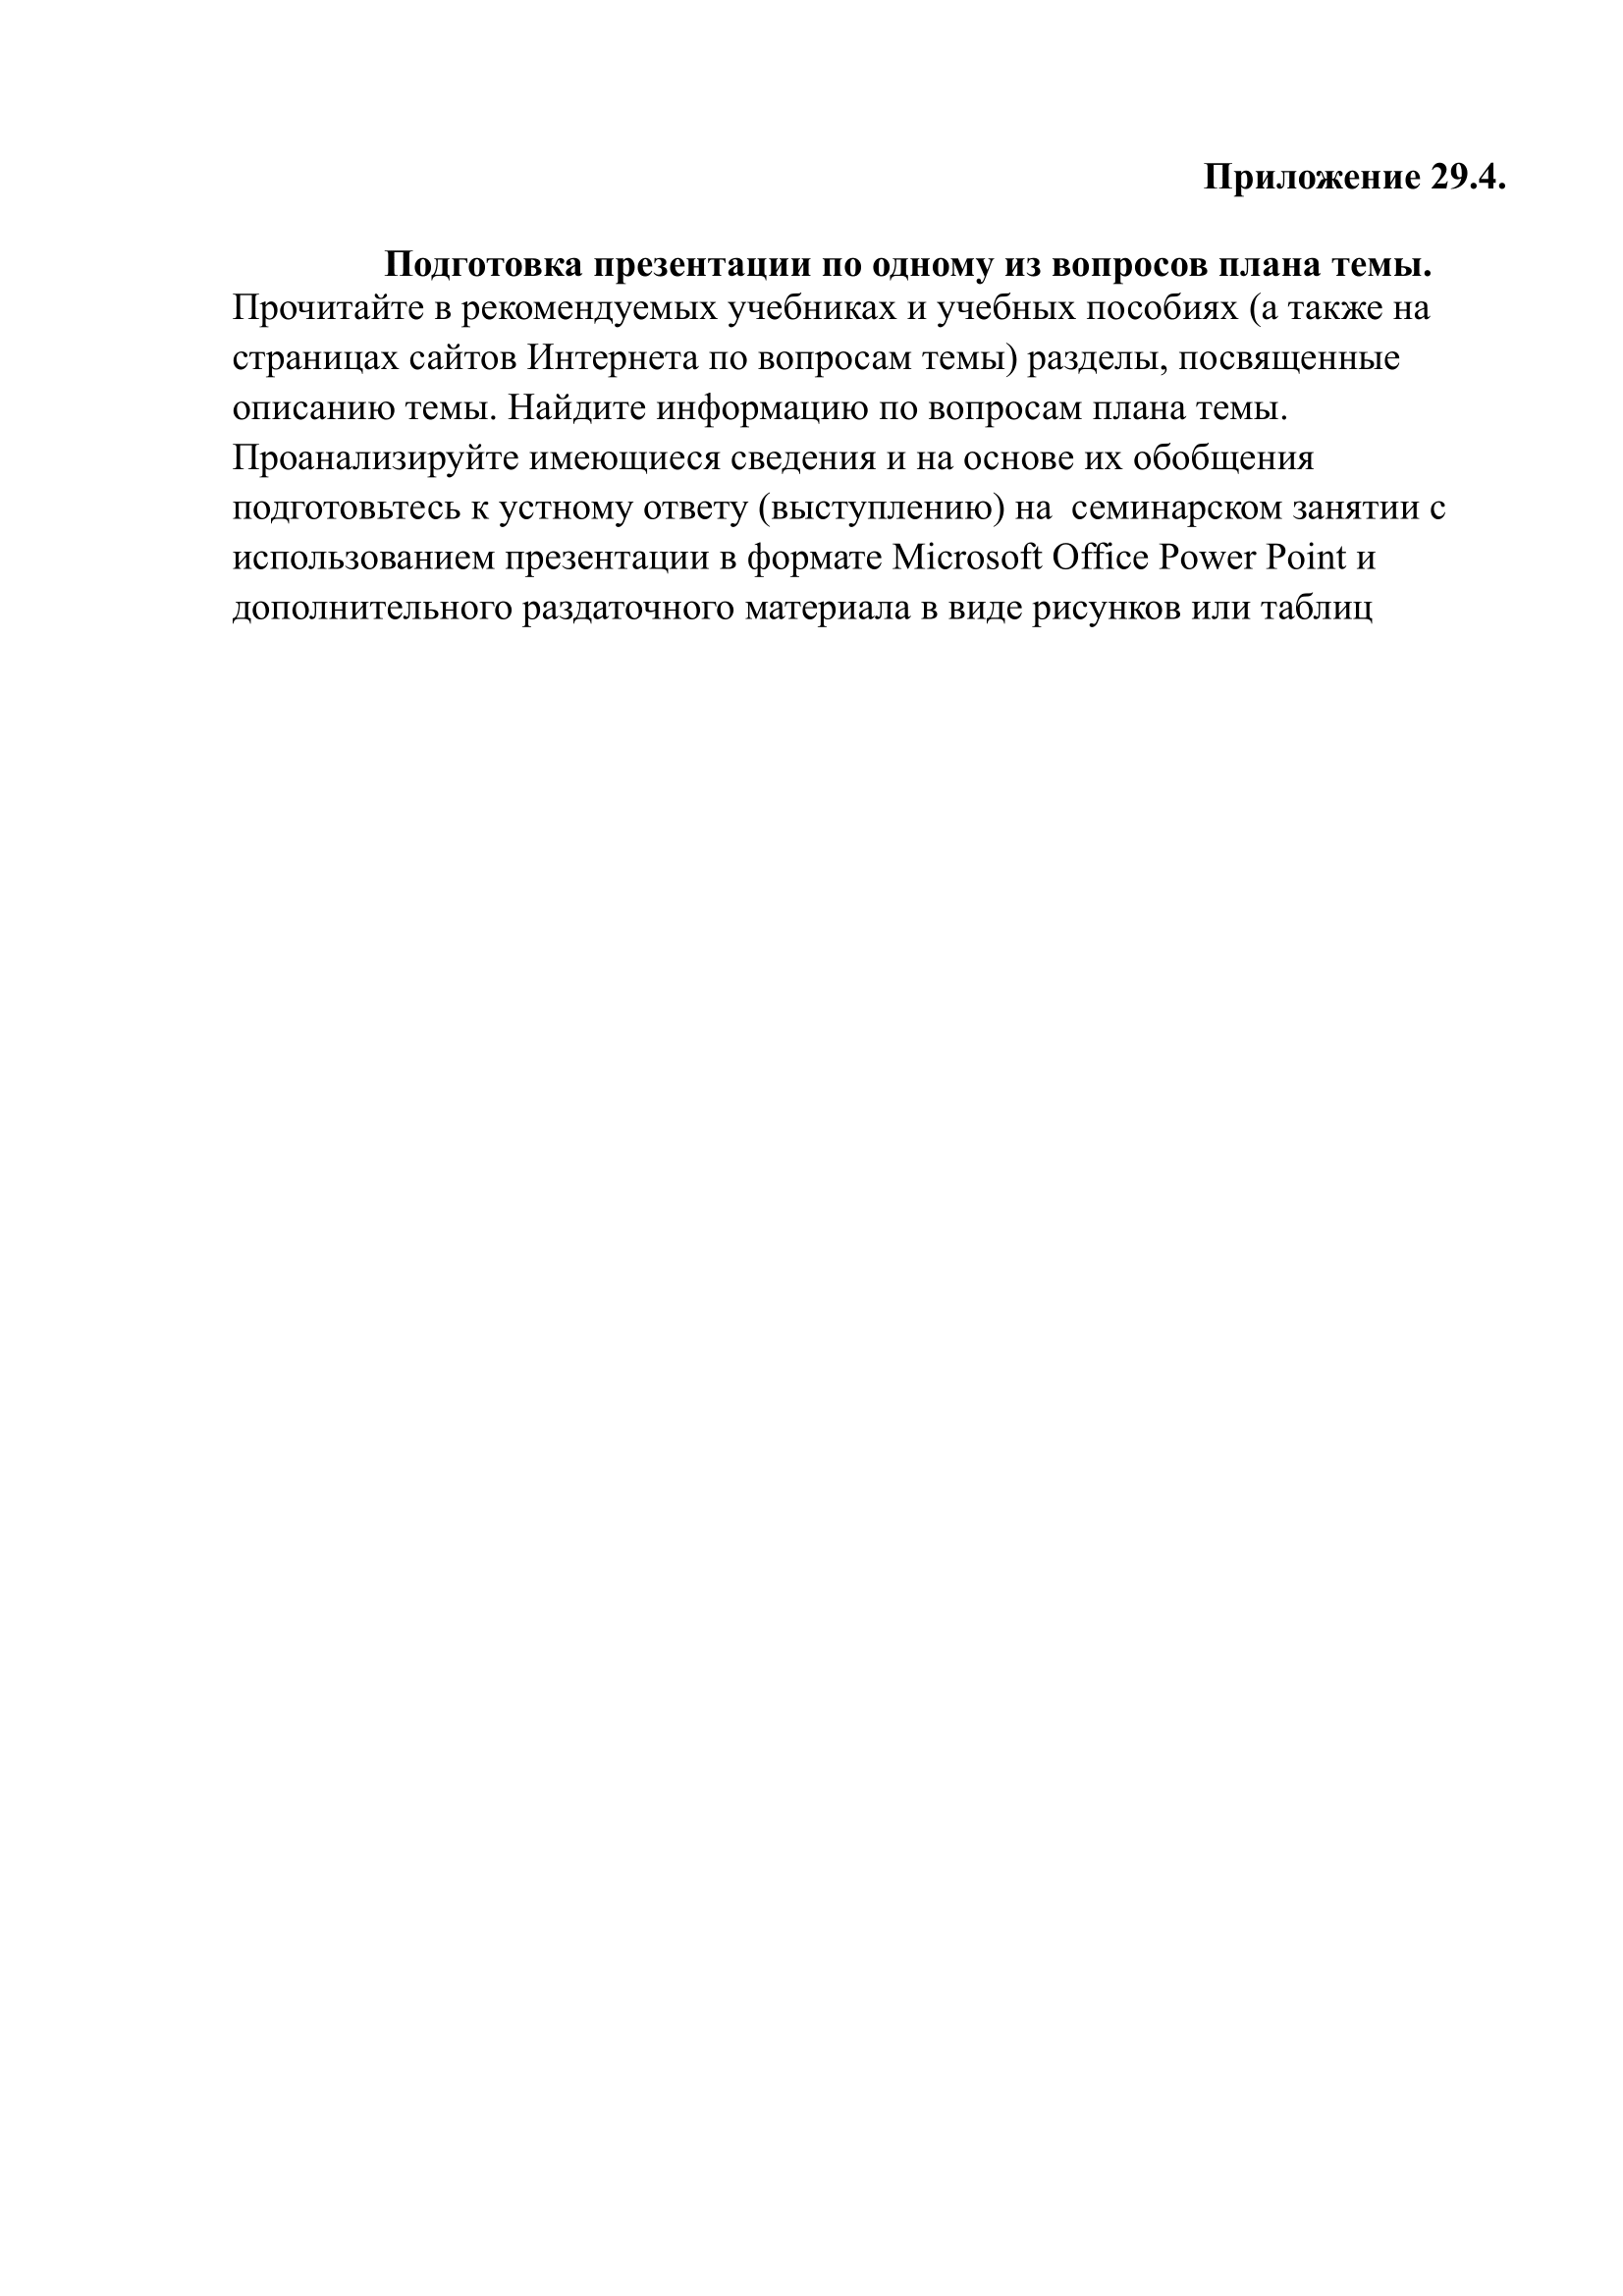 Приложение 29.4.
Подготовка презентации по одному из вопросов плана темы.
Прочитайте в рекомендуемых учебниках и учебных пособиях (а также на
страницах сайтов Интернета по вопросам темы) разделы, посвященные
описанию темы. Найдите информацию по вопросам плана темы.
Проанализируйте имеющиеся сведения и на основе их обобщения
подготовьтесь к устному ответу (выступлению) на  семинарском занятии с
использованием презентации в формате Microsoft Office Power Point и
дополнительного раздаточного материала в виде рисунков или таблиц